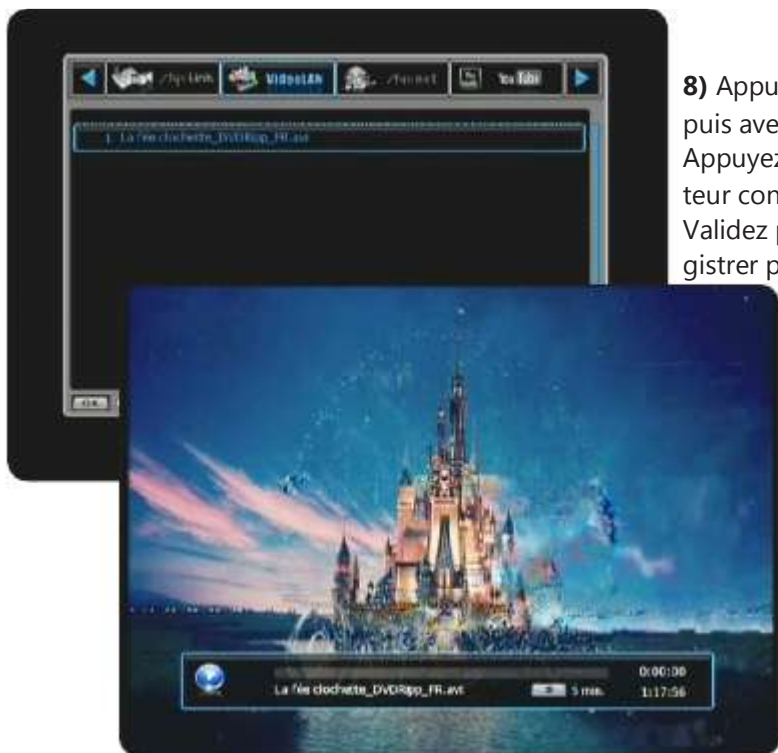 VideoLAN
You Tube
1 La fée clochette_DVDRipp_FR.avi
OK
8) Appu
puis ave
Appuyez
teur con
Validez p
gistrer p
La fée clochette_DVDRipp_FR.avi
5 min.
0:00:00
1:17:56